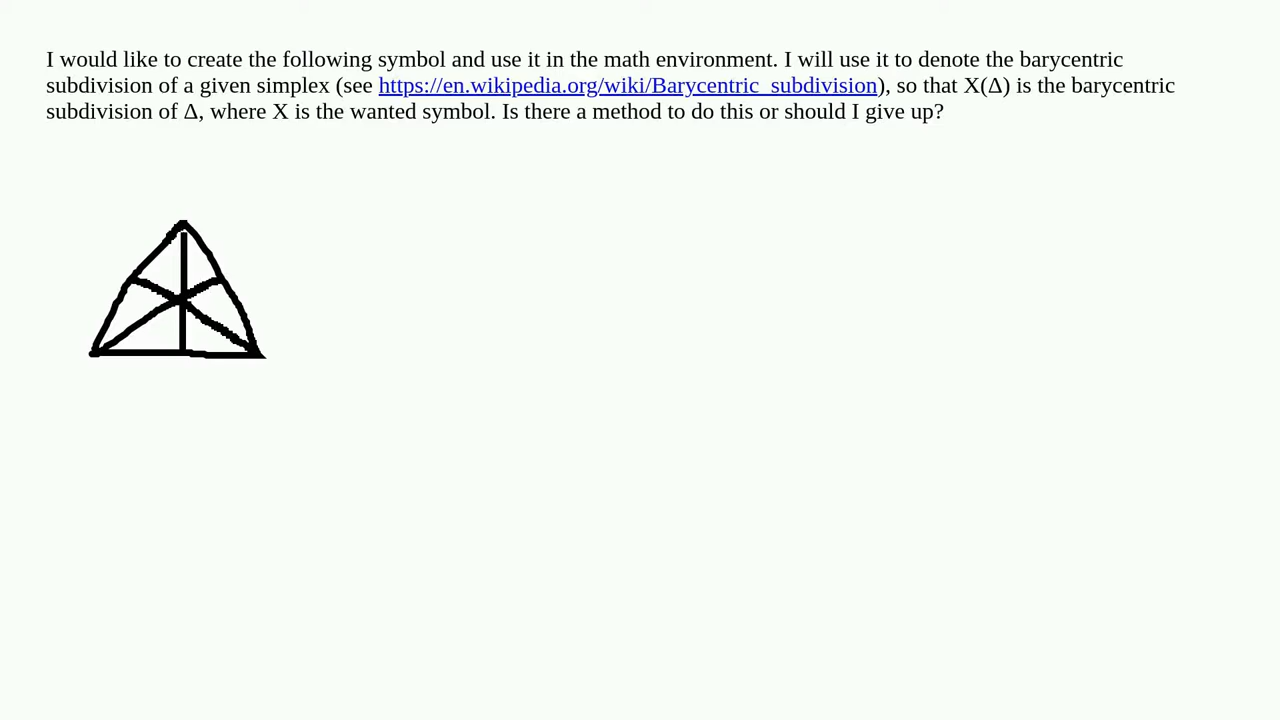 I would like to create the following symbol and use it in the math environment. I will use it to denote the barycentric
subdivision of a given simplex (see https://en.wikipedia.org/wiki/Barycentric_subdivision), so that X(Δ) is the barycentric
subdivision of Δ, where X is the wanted symbol. Is there a method to do this or should I give up?